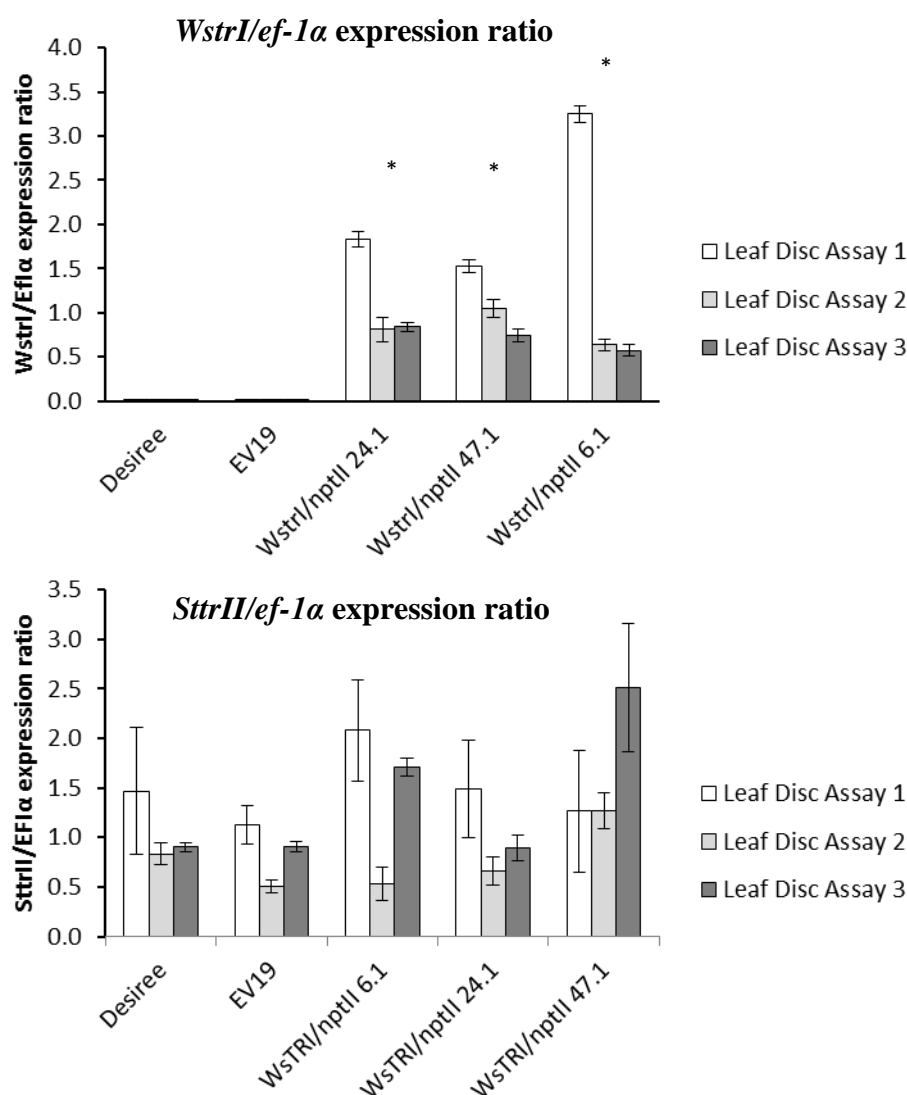 WstrI/ef-1α expression ratio
WstrI/EfIα expression ratio
4.0
3.5
3.0
2.5
2.0
1.5
1.0
0.5
0.0
*
*
*
Desiree
EV19
WstrI/nptII 24.1
WstrI/nptII 47.1
WstrI/nptII 6.1
Leaf Disc Assay 1
Leaf Disc Assay 2
Leaf Disc Assay 3
SttrII/ef-1α expression ratio
SttrII/EFIα expression ratio
3.5
3.0
2.5
2.0
1.5
1.0
0.5
0.0
Desiree
EV19
WsTRI/nptII 6.1
WsTRI/nptII 24.1
WsTRI/nptII 47.1
Leaf Disc Assay 1
Leaf Disc Assay 2
Leaf Disc Assay 3